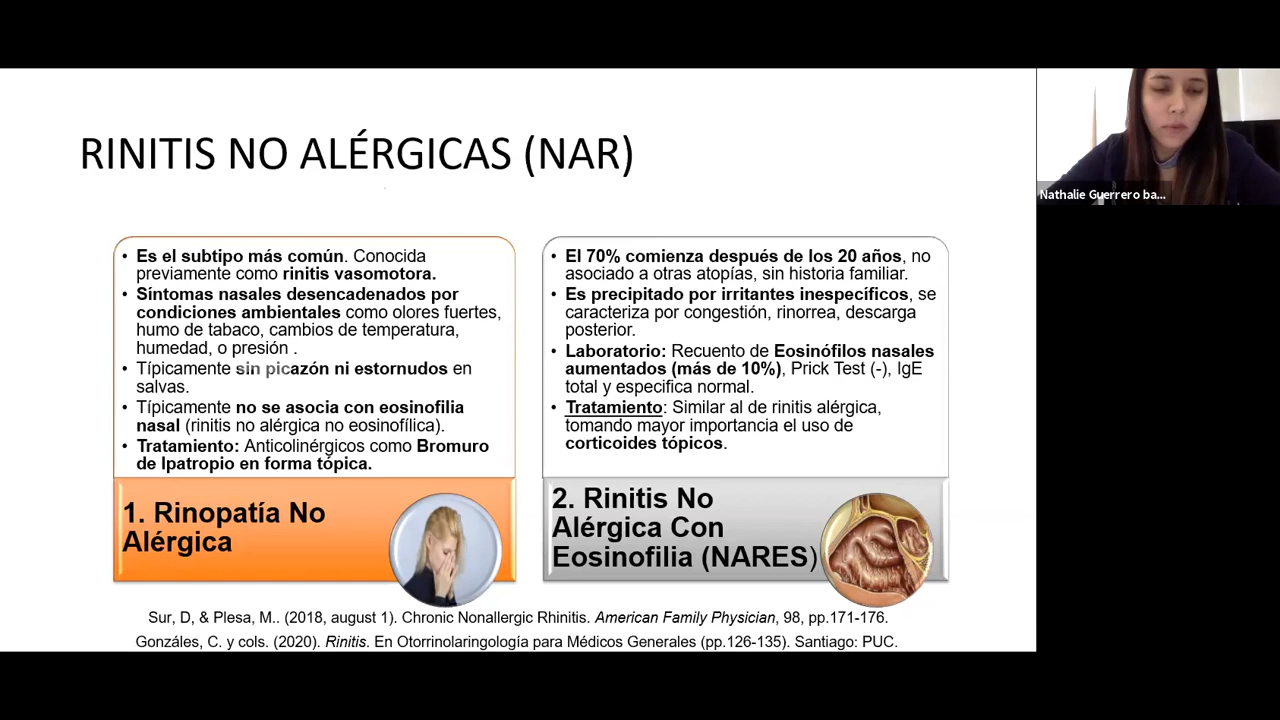 RINITIS NO ALÉRGICAS (NAR)
Nathalie Guerrero ba...
• Es el subtipo más común. Conocida
previamente como rinitis vasomotora.
• Síntomas nasales desencadenados por
condiciones ambientales como olores fuertes,
humo de tabaco, cambios de temperatura,
humedad, o presión .
• Típicamente sin picazón ni estornudos en
salvas.
• Típicamente no se asocia con eosinofilia
nasal (rinitis no alérgica no eosinofílica).
• Tratamiento: Anticolinérgicos como Bromuro
de Ipatropio en forma tópica.
1. Rinopatía No
Alérgica
• El 70% comienza después de los 20 años, no
asociado a otras atopías, sin historia familiar.
• Es precipitado por irritantes inespecíficos, se
caracteriza por congestión, rinorrea, descarga
posterior.
• Laboratorio: Recuento de Eosinófilos nasales
aumentados (más de 10%), Prick Test (-), IgE
total y especifica normal.
• Tratamiento: Similar al de rinitis alérgica,
tomando mayor importancia el uso de
corticoides tópicos.
2. Rinitis No
Alérgica Con
Eosinofilia (NARES)
Sur, D, & Plesa, M.. (2018, august 1). Chronic Nonallergic Rhinitis. American Family Physician, 98, pp.171-176.
Gonzáles, C. y cols. (2020). Rinitis. En Otorrinolaringología para Médicos Generales (pp.126-135). Santiago: PUC.